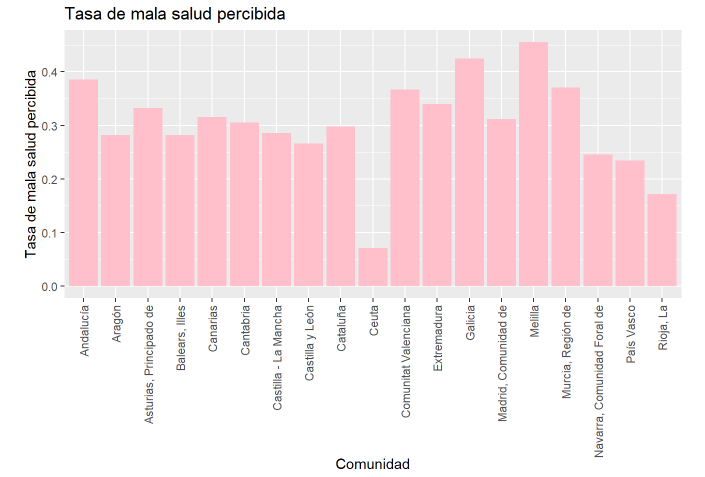 Tasa de mala salud percibida
Tasa de mala salud percibida
0.4
0.3
0.2
0.1
0.0
Andalucía
Aragón
Asturias, Principado de
Balears, Illes
Canarias
Cantabria
Castilla - La Mancha
Castilla y León
Cataluña
Ceuta
Comunitat Valenciana
Extremadura
Galicia
Madrid, Comunidad de
Melilla
Murcia, Región de
Navarra, Comunidad Foral de
País Vasco
Rioja, La
Comunidad